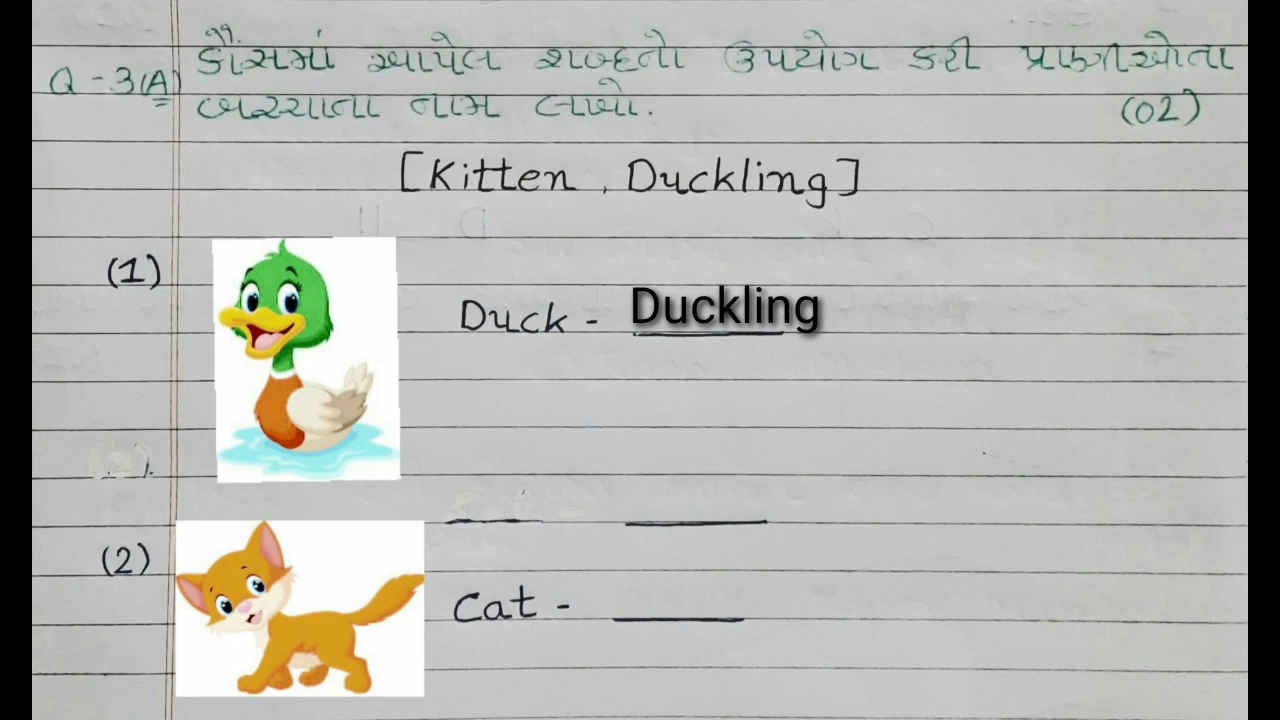 Q-3(A) કૌંસમાં આપેલ શબ્દનો ઉપયોગ કરી પ્રાણીઓના
બચ્ચાના નામ લખો. (02)
[Kitten, Duckling]
(1) Duck - Duckling
(2) Cat -